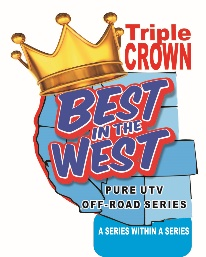 Triple
CROWN
BEST
IN THE
WEST
PURE UTV
OFF-ROAD SERIES
A SERIES WITHIN A SERIES